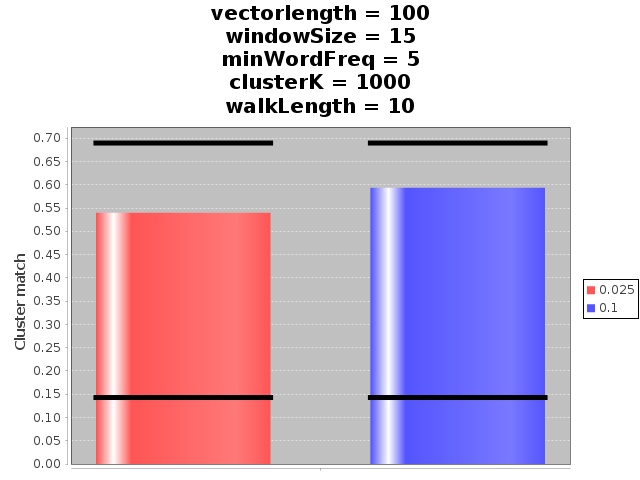 vectorlength = 100
windowSize = 15
minWordFreq = 5
clusterK = 1000
walkLength = 10
0.70
0.65
0.60
0.55
0.50
0.45
0.40
0.35
0.30
0.25
0.20
0.15
0.10
0.05
0.00
Cluster match
0.025
0.1